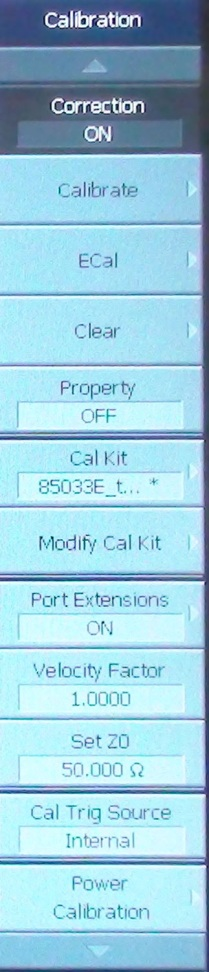 Calibration
Correction
ON
Calibrate
ECal
Clear
Property
OFF
Cal Kit
85033E_t... *
Modify Cal Kit
Port Extensions
ON
Velocity Factor
1.0000
Set Z0
50.000 Ω
Cal Trig Source
Internal
Power
Calibration